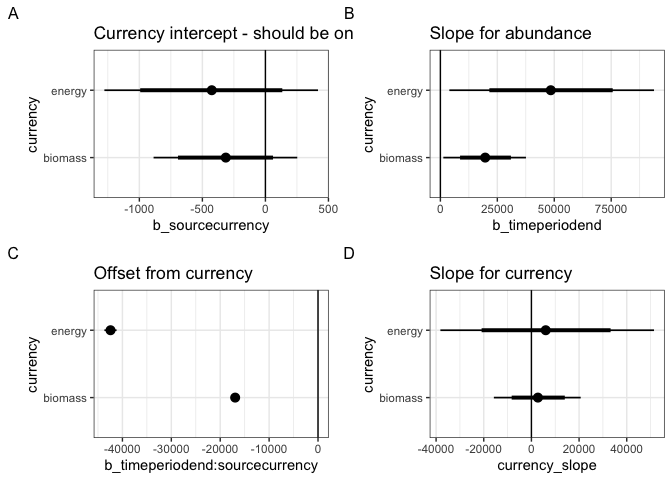 A
Currency intercept - should be on
energy
biomass
currency
-1000 -500 0 500
b_sourcecurrency
B
Slope for abundance
energy
biomass
currency
0 25000 50000 75000
b_timeperiodend
C
Offset from currency
energy
biomass
currency
-40000 -30000 -20000 -10000 0
b_timeperiodend:sourcecurrency
D
Slope for currency
energy
biomass
currency
-40000 -20000 0 20000 40000
currency_slope